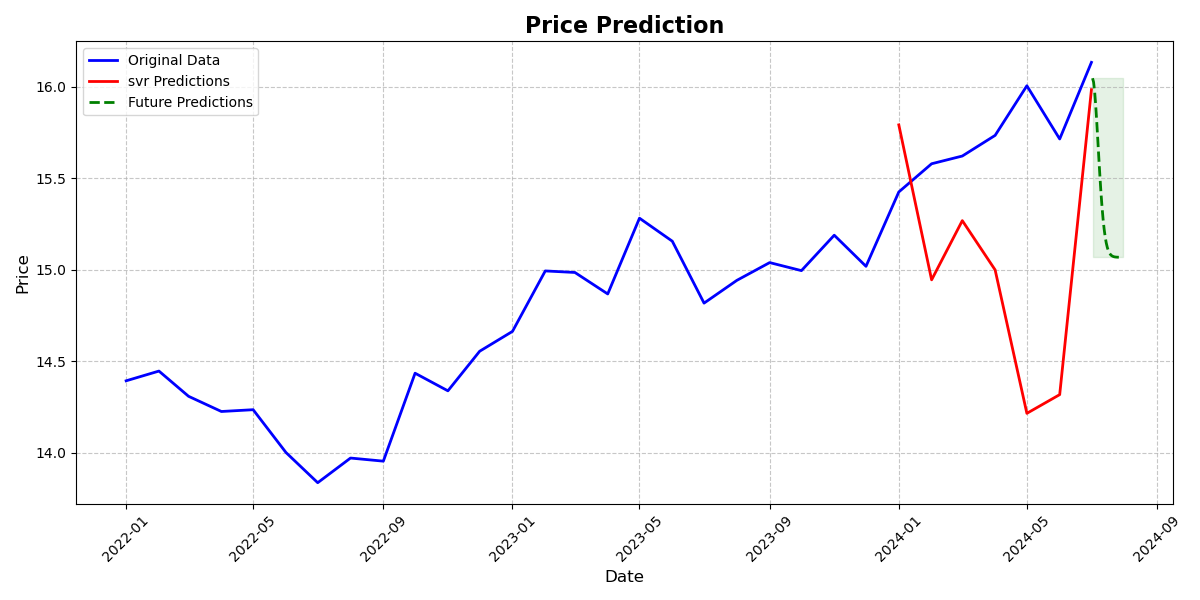 Price Prediction
Original Data
svr Predictions
Future Predictions
Price
16.0
15.5
15.0
14.5
14.0
2022-01
2022-05
2022-09
2023-01
2023-05
2023-09
2024-01
2024-05
2024-09
Date